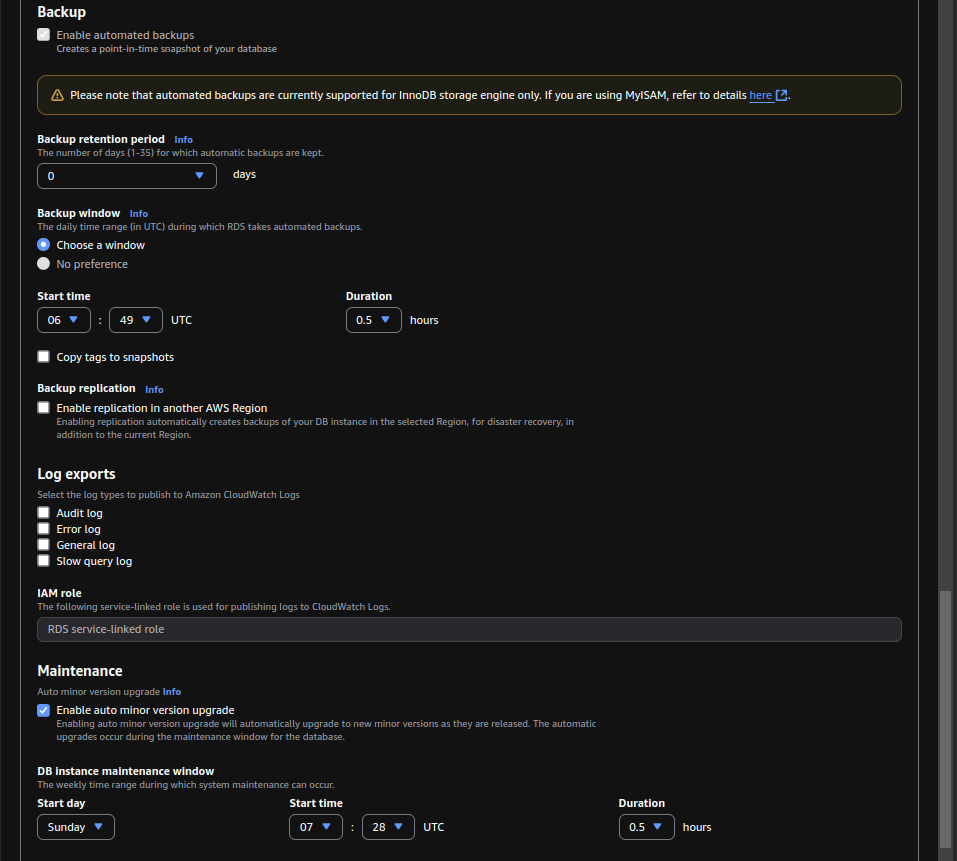 Backup
Enable automated backups
Creates a point-in-time snapshot of your database
Please note that automated backups are currently supported for InnoDB storage engine only. If you are using MyISAM, refer to details here.
Backup retention period Info
The number of days (1-35) for which automatic backups are kept.
0 days
Backup window Info
The daily time range (in UTC) during which RDS takes automated backups.
Choose a window
No preference
Start time Duration
06 : 49 UTC 0.5 hours
Copy tags to snapshots
Backup replication Info
Enable replication in another AWS Region
Enabling replication automatically creates backups of your DB instance in the selected Region, for disaster recovery, in
addition to the current Region.
Log exports
Select the log types to publish to Amazon CloudWatch Logs
Audit log
Error log
General log
Slow query log
IAM role
The following service-linked role is used for publishing logs to CloudWatch Logs.
RDS service-linked role
Maintenance
Auto minor version upgrade Info
Enable auto minor version upgrade
Enabling auto minor version upgrade will automatically upgrade to new minor versions as they are released. The automatic
upgrades occur during the maintenance window for the database.
DB instance maintenance window
The weekly time range during which system maintenance can occur.
Start day Start time Duration
Sunday 07 : 28 UTC 0.5 hours